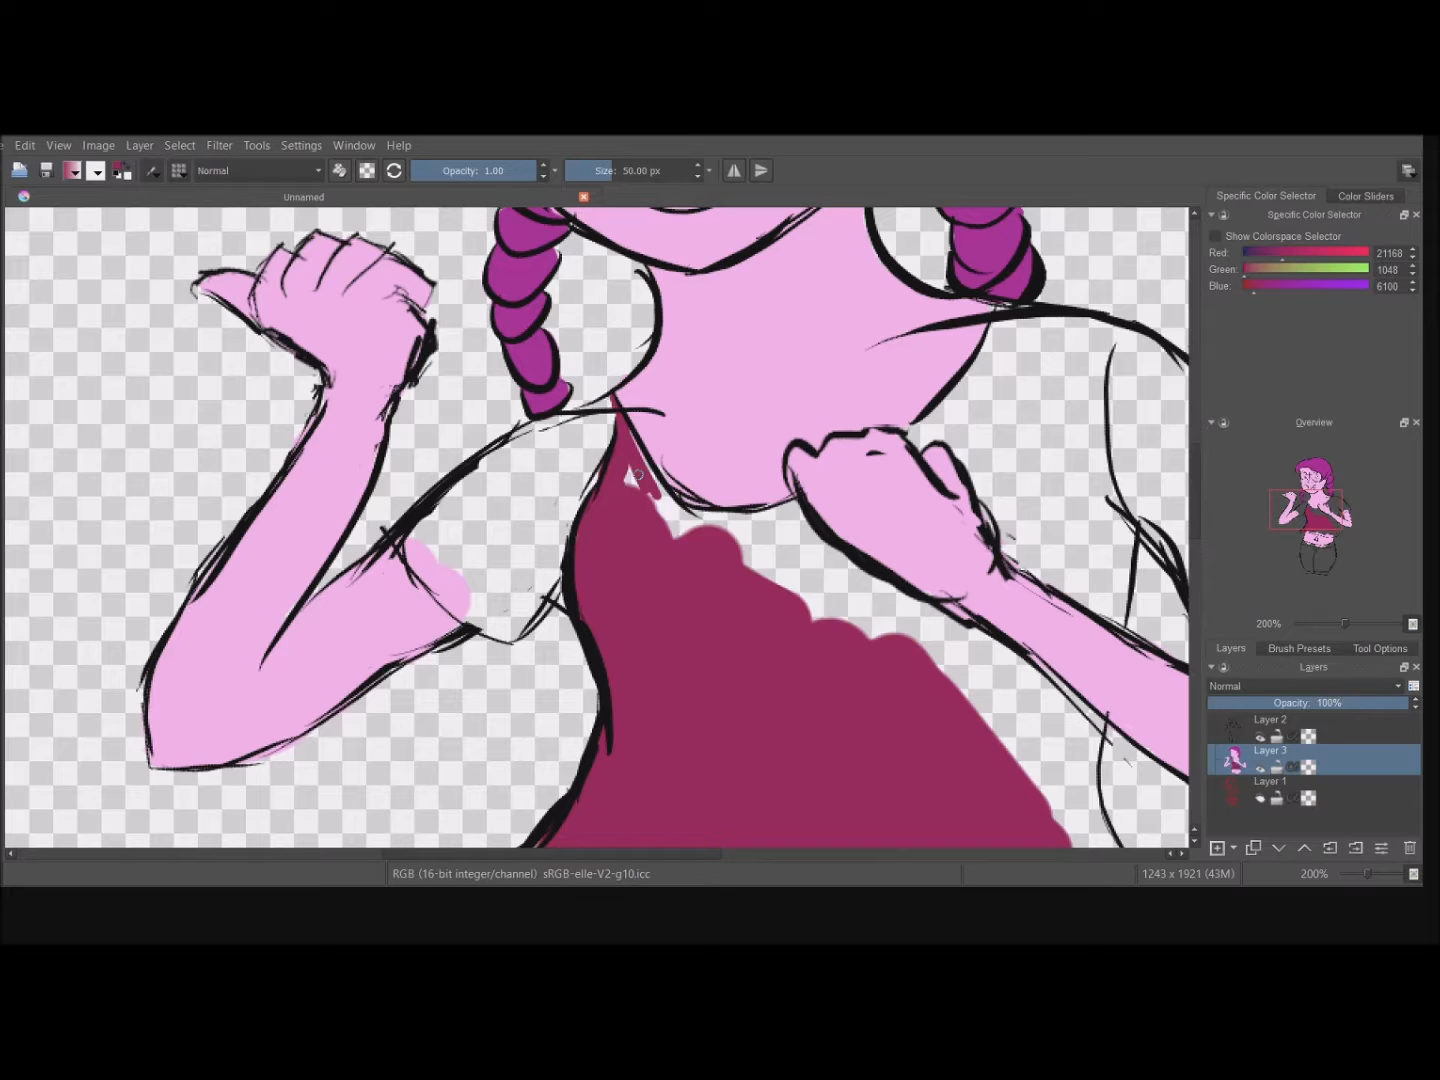 e Edit View Image Layer Select Filter Tools Settings Window Help
Normal Opacity: 1.00 Size: 50.00 px
Unnamed
Specific Color Selector Color Sliders
Specific Color Selector
Show Colorspace Selector
Red: 21168
Green: 1048
Blue: 6100
Overview
200%
Layers Brush Presets Tool Options
Layers
Normal
Opacity: 100%
Layer 2
Layer 3
Layer 1
RGB (16-bit integer/channel) sRGB-elle-V2-g10.icc 1243 x 1921 (43M) 200%